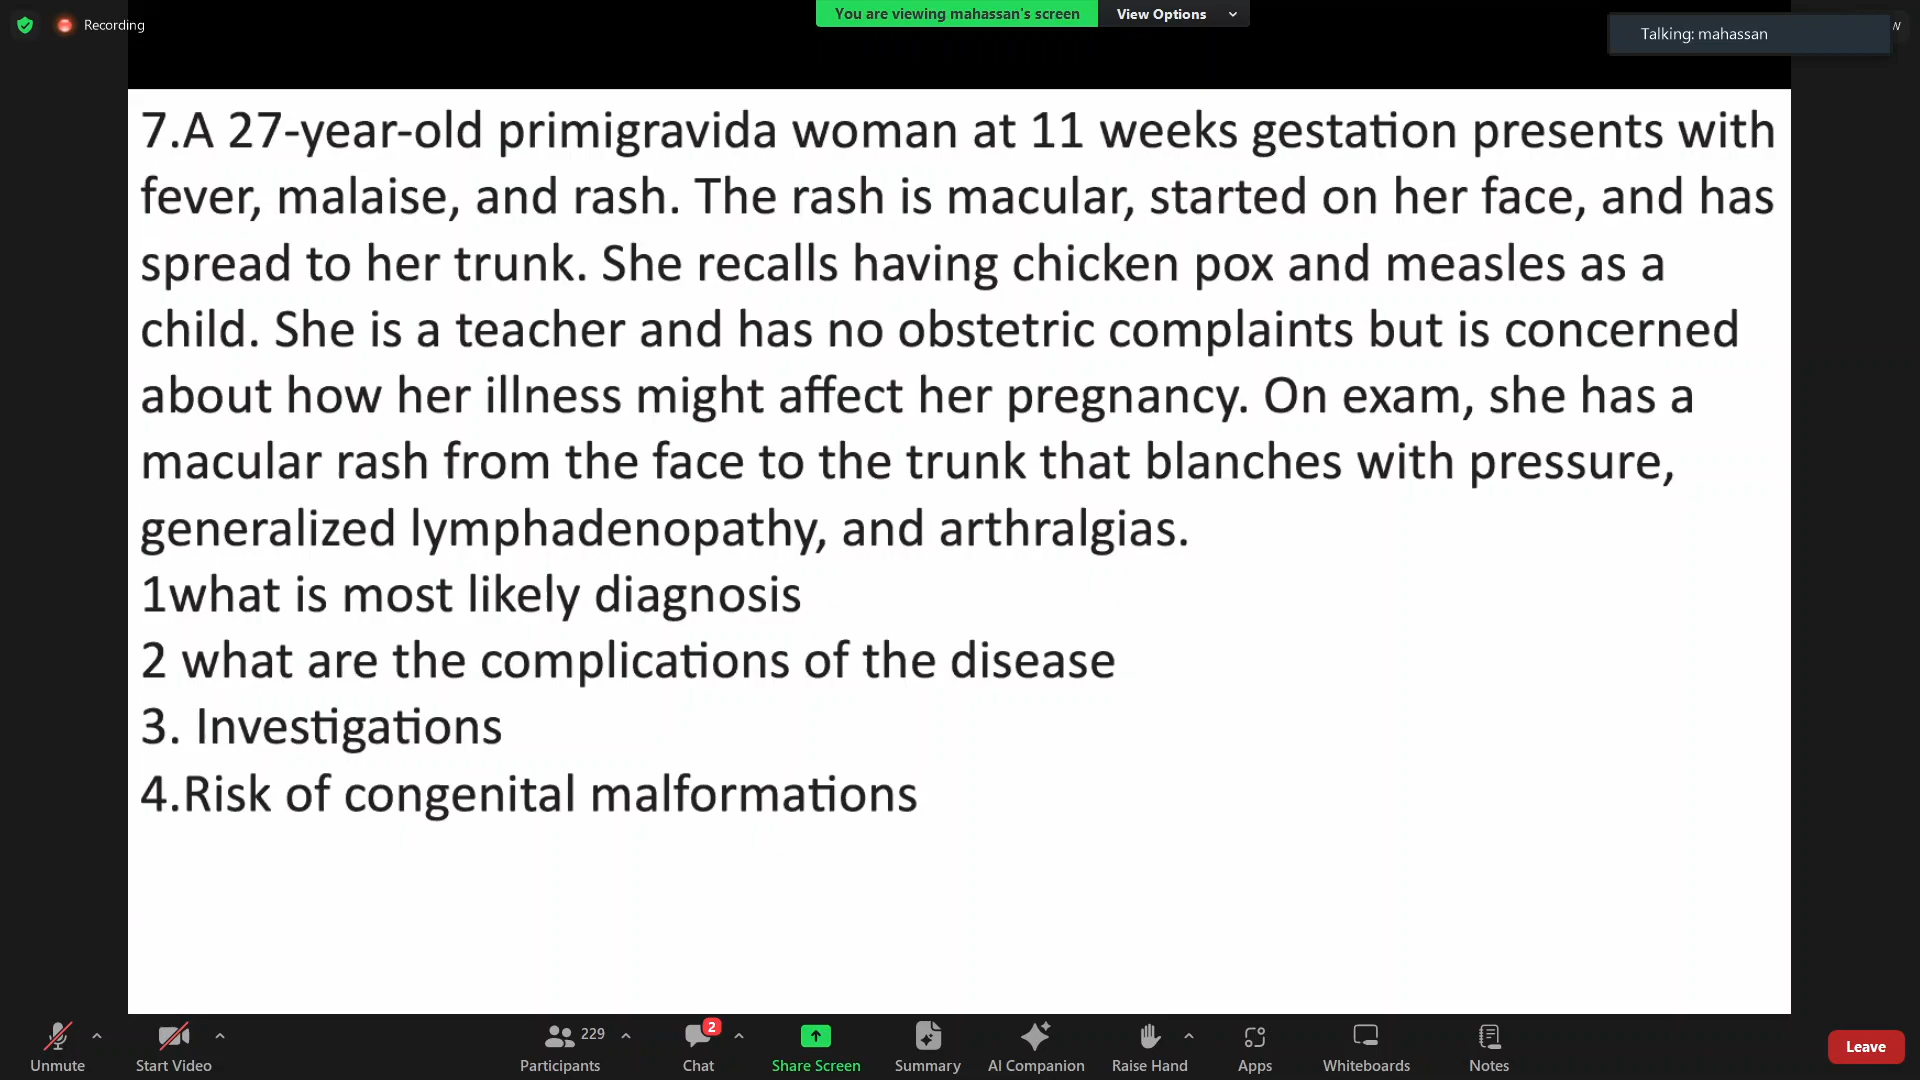 Recording
You are viewing mahassan's screen
View Options
Talking: mahassan
7.A 27-year-old primigravida woman at 11 weeks gestation presents with
fever, malaise, and rash. The rash is macular, started on her face, and has
spread to her trunk. She recalls having chicken pox and measles as a
child. She is a teacher and has no obstetric complaints but is concerned
about how her illness might affect her pregnancy. On exam, she has a
macular rash from the face to the trunk that blanches with pressure,
generalized lymphadenopathy, and arthralgias.
1what is most likely diagnosis
2 what are the complications of the disease
3. Investigations
4.Risk of congenital malformations
229
2
Unmute
Start Video
Participants
Chat
Share Screen
Summary
AI Companion
Raise Hand
Apps
Whiteboards
Notes
Leave